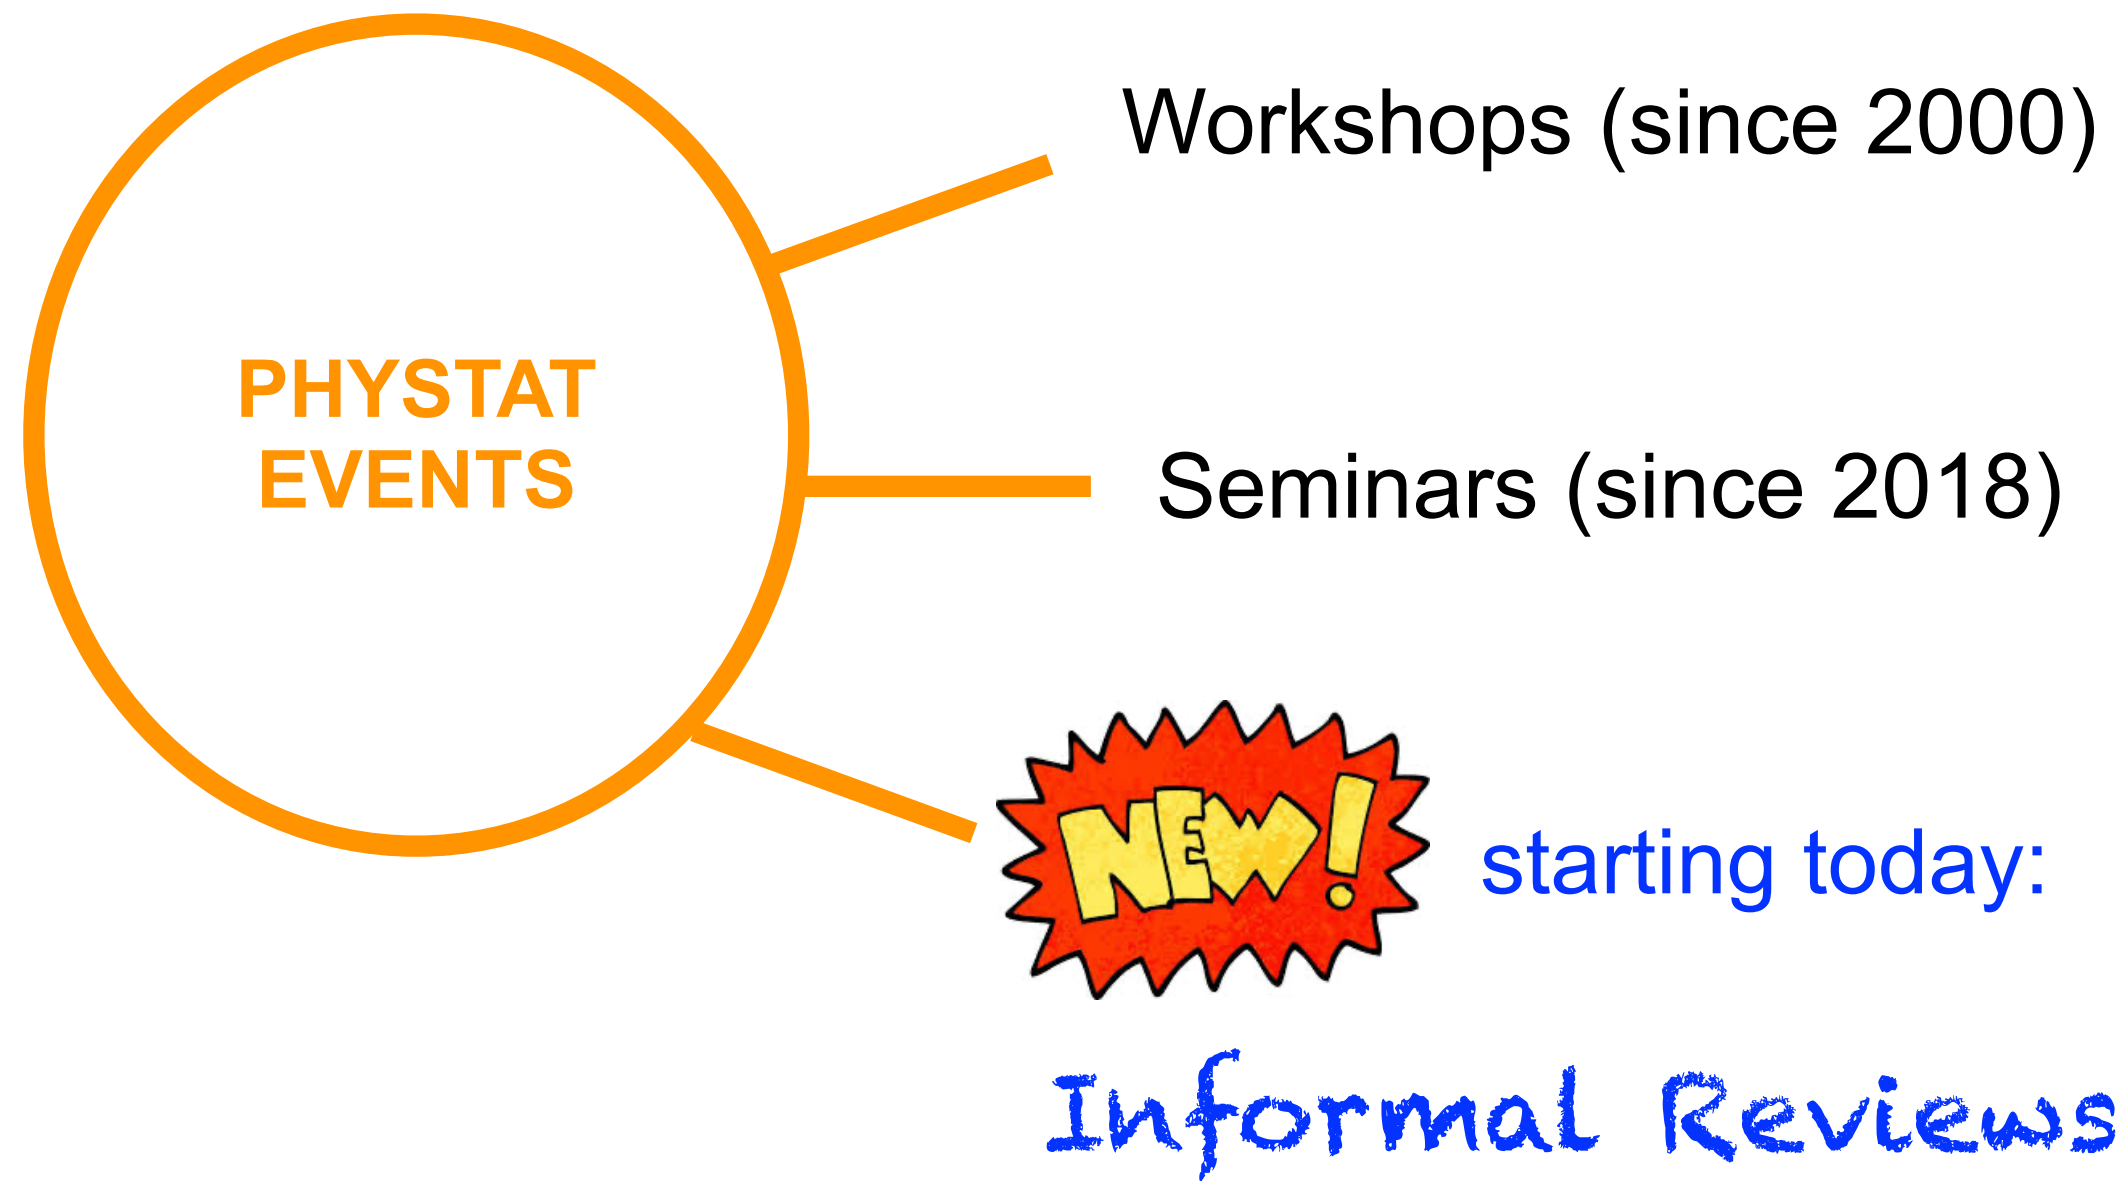 PHYSTAT
EVENTS
Workshops (since 2000)
Seminars (since 2018)
NEW!
starting today:
Informal Reviews